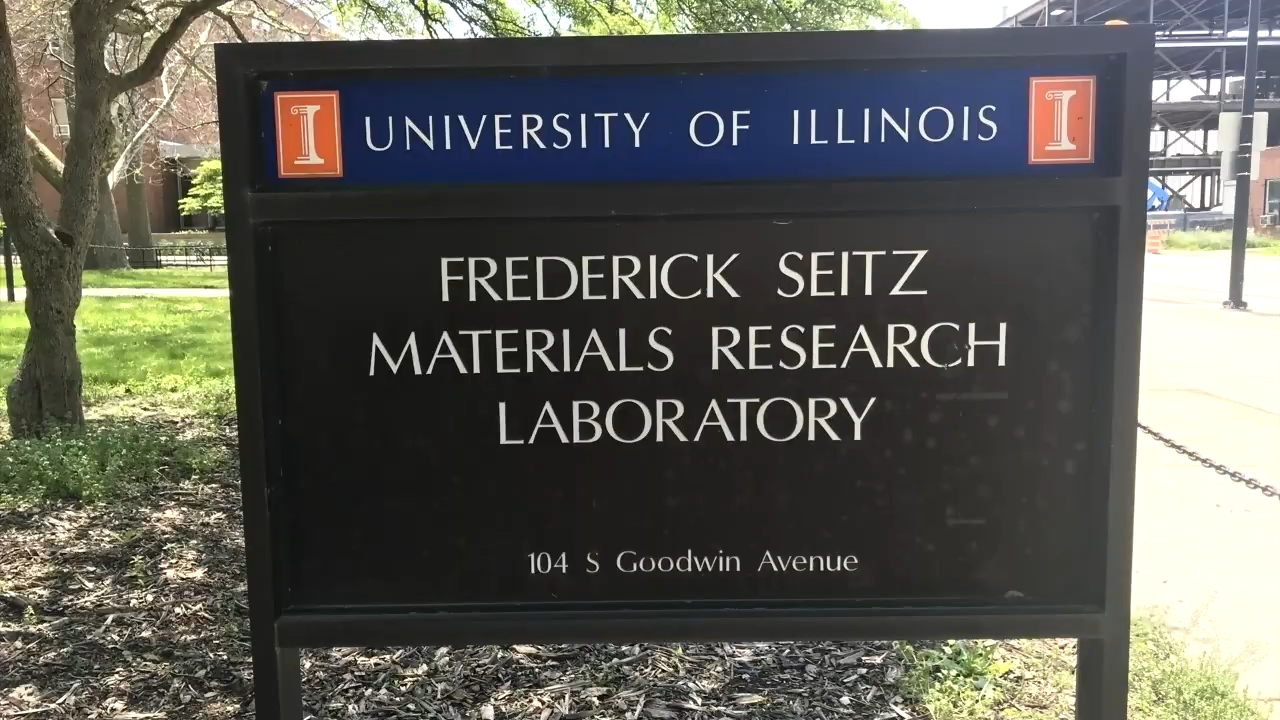 UNIVERSITY OF ILLINOIS
FREDERICK SEITZ
MATERIALS RESEARCH
LABORATORY
104 S Goodwin Avenue